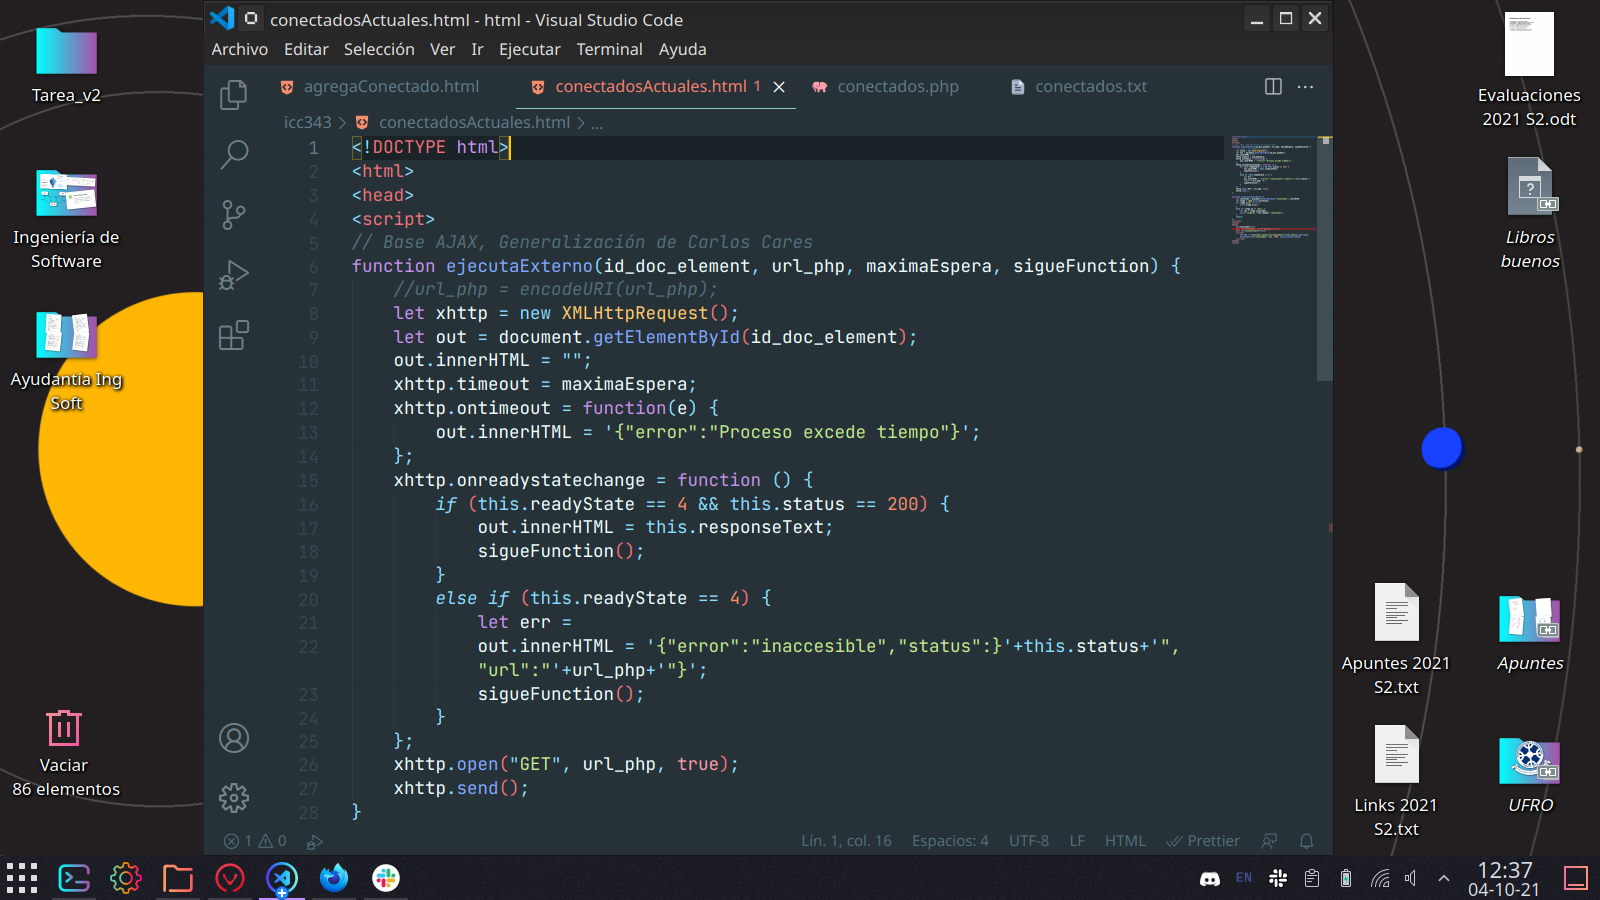 conectadosActuales.html - html - Visual Studio Code
Archivo Editar Selección Ver Ir Ejecutar Terminal Ayuda
agregaConectado.html conectadosActuales.html 1 conectados.php conectados.txt
icc343 > conectadosActuales.html > ...
1 <!DOCTYPE html>
2 <html>
3 <head>
4 <script>
5 // Base AJAX, Generalización de Carlos Cares
6 function ejecutaExterno(id_doc_element, url_php, maximaEspera, sigueFunction) {
7 //url_php = encodeURI(url_php);
8 let xhttp = new XMLHttpRequest();
9 let out = document.getElementById(id_doc_element);
10 out.innerHTML = "";
11 xhttp.timeout = maximaEspera;
12 xhttp.ontimeout = function(e) {
13 out.innerHTML = '{"error":"Proceso excede tiempo"}';
14 };
15 xhttp.onreadystatechange = function () {
16 if (this.readyState == 4 && this.status == 200) {
17 out.innerHTML = this.responseText;
18 sigueFunction();
19 }
20 else if (this.readyState == 4) {
21 let err =
22 out.innerHTML = '{"error":"inaccesible","status":}'+this.status+'",
"url":"'+url_php+'"}';
23 sigueFunction();
24 }
25 };
26 xhttp.open("GET", url_php, true);
27 xhttp.send();
28 }
1 0 Lín. 1, col. 16 Espacios: 4 UTF-8 LF HTML Prettier
Tarea_v2
Ingeniería de
Software
Ayudantía Ing
Soft
Vaciar
86 elementos
Evaluaciones
2021 S2.odt
Libros
buenos
Apuntes 2021
S2.txt
Apuntes
Links 2021
S2.txt
UFRO
EN
12:37
04-10-21